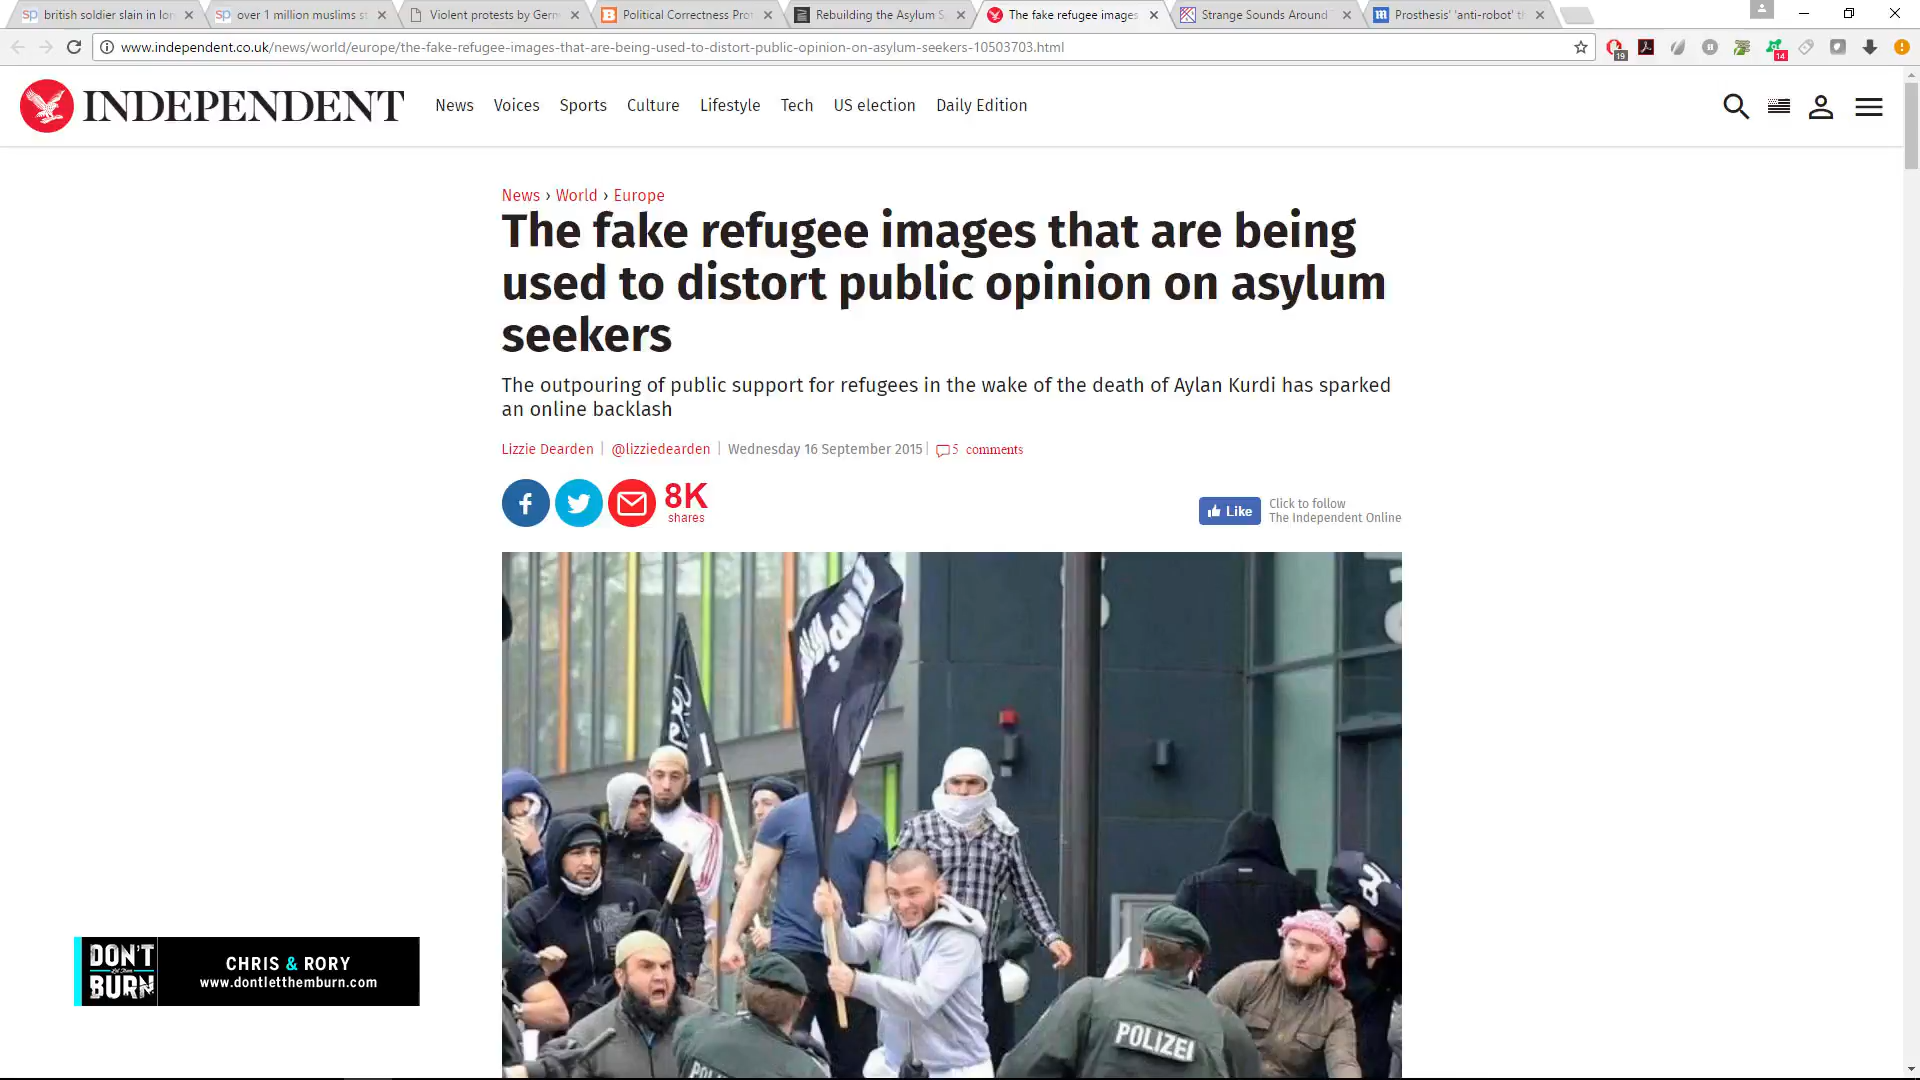 british soldier slain in lon
over 1 million muslims st
Violent protests by Germ
Political Correctness Prot
Rebuilding the Asylum S
The fake refugee images
Strange Sounds Around T
Prosthesis' 'anti-robot' t
www.independent.co.uk/news/world/europe/the-fake-refugee-images-that-are-being-used-to-distort-public-opinion-on-asylum-seekers-10503703.html
19
14
INDEPENDENT
News Voices Sports Culture Lifestyle Tech US election Daily Edition
News › World › Europe
The fake refugee images that are being
used to distort public opinion on asylum
seekers
The outpouring of public support for refugees in the wake of the death of Aylan Kurdi has sparked
an online backlash
Lizzie Dearden | @lizziedearden | Wednesday 16 September 2015 | 5 comments
8K
shares
Like
Click to follow
The Independent Online
POLIZEI
DON'T
Let Them
BURN
CHRIS & RORY
www.dontletthemburn.com